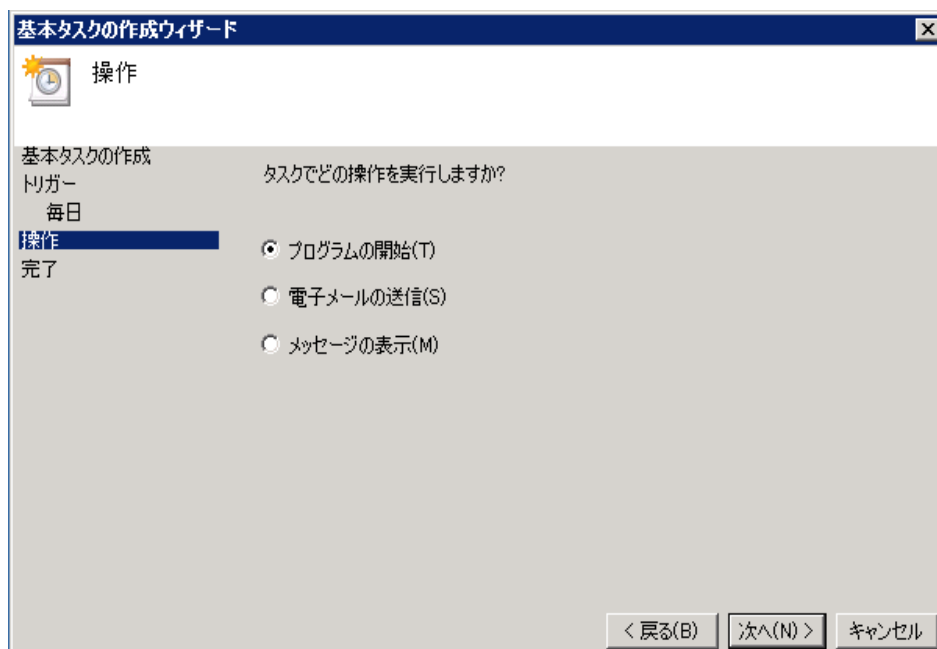 基本タスクの作成ウィザード
操作
基本タスクの作成
トリガー
毎日
操作
完了
タスクでどの操作を実行しますか?
プログラムの開始(T)
電子メールの送信(S)
メッセージの表示(M)
< 戻る(B)
次へ(N) >
キャンセル